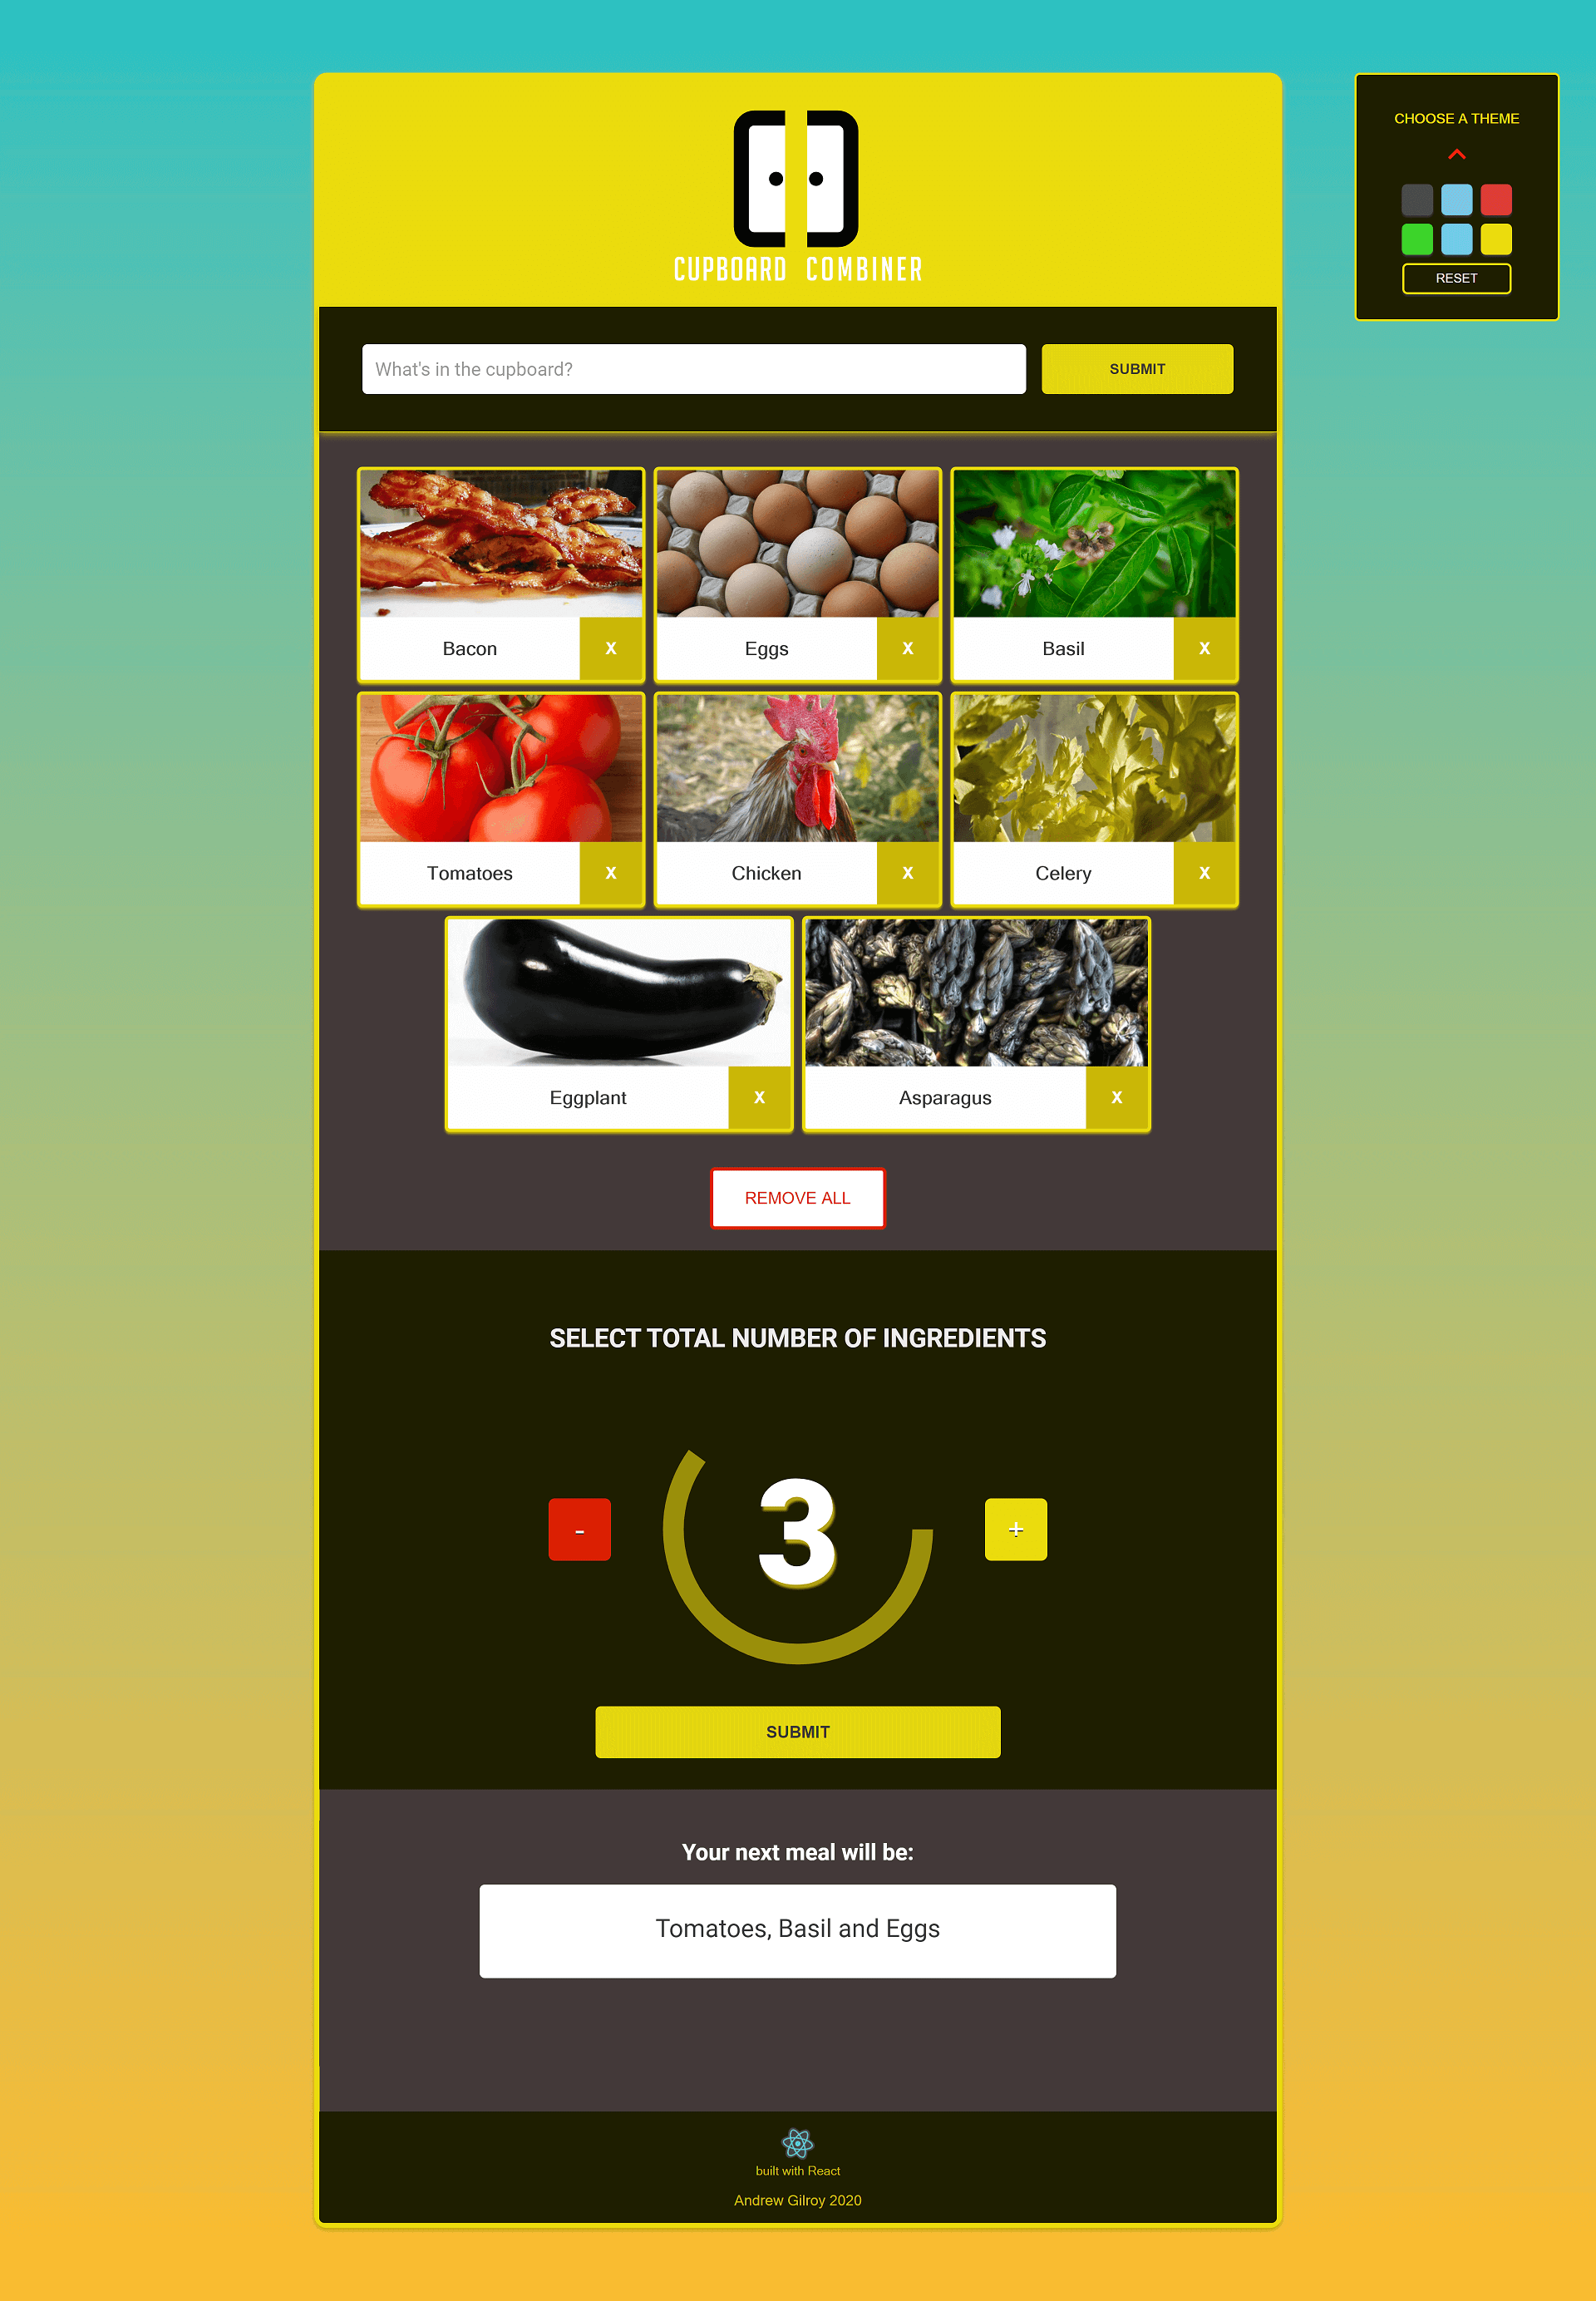 CUPBOARD COMBINER
CHOOSE A THEME
RESET
What's in the cupboard?
SUBMIT
Bacon X
Eggs X
Basil X
Tomatoes X
Chicken X
Celery X
Eggplant X
Asparagus X
REMOVE ALL
SELECT TOTAL NUMBER OF INGREDIENTS
- 3 +
SUBMIT
Your next meal will be:
Tomatoes, Basil and Eggs
built with React
Andrew Gilroy 2020